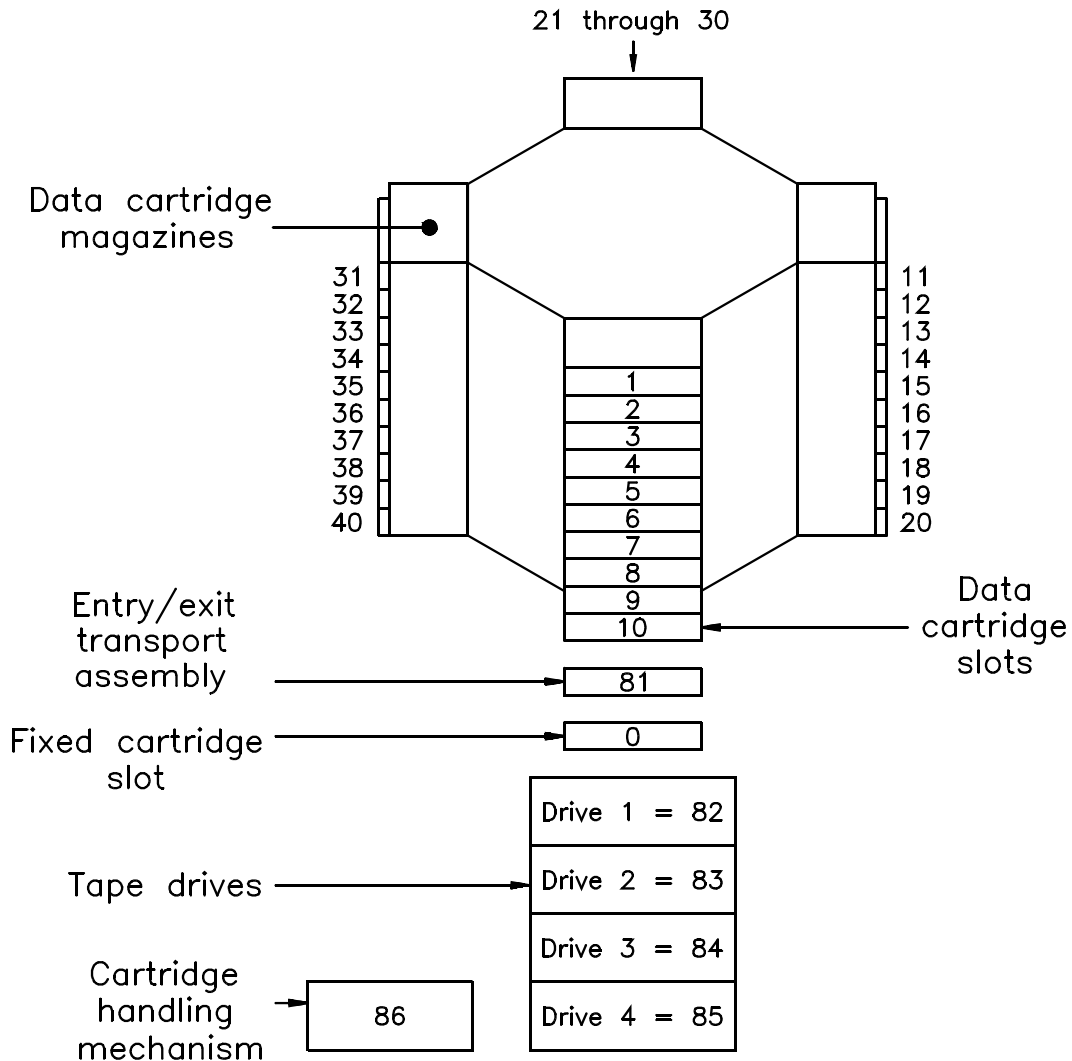 21 through 30
Data cartridge
magazines
31
32
33
34
35
36
37
38
39
40
11
12
13
14
15
16
17
18
19
20
1
2
3
4
5
6
7
8
9
10
Data
cartridge
slots
Entry/exit
transport
assembly
81
Fixed cartridge
slot
0
Tape drives
Drive 1 = 82
Drive 2 = 83
Drive 3 = 84
Drive 4 = 85
Cartridge
handling
mechanism
86